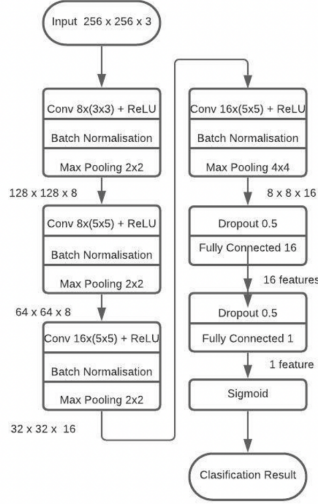 Input 256 x 256 x 3
Conv 8x(3x3) + ReLU
Batch Normalisation
Max Pooling 2x2
128 x 128 x 8
Conv 8x(5x5) + ReLU
Batch Normalisation
Max Pooling 2x2
64 x 64 x 8
Conv 16x(5x5) + ReLU
Batch Normalisation
Max Pooling 2x2
32 x 32 x 16
Conv 16x(5x5) + ReLU
Batch Normalisation
Max Pooling 4x4
8 x 8 x 16
Dropout 0.5
Fully Connected 16
16 features
Dropout 0.5
Fully Connected 1
1 feature
Sigmoid
Clasification Result